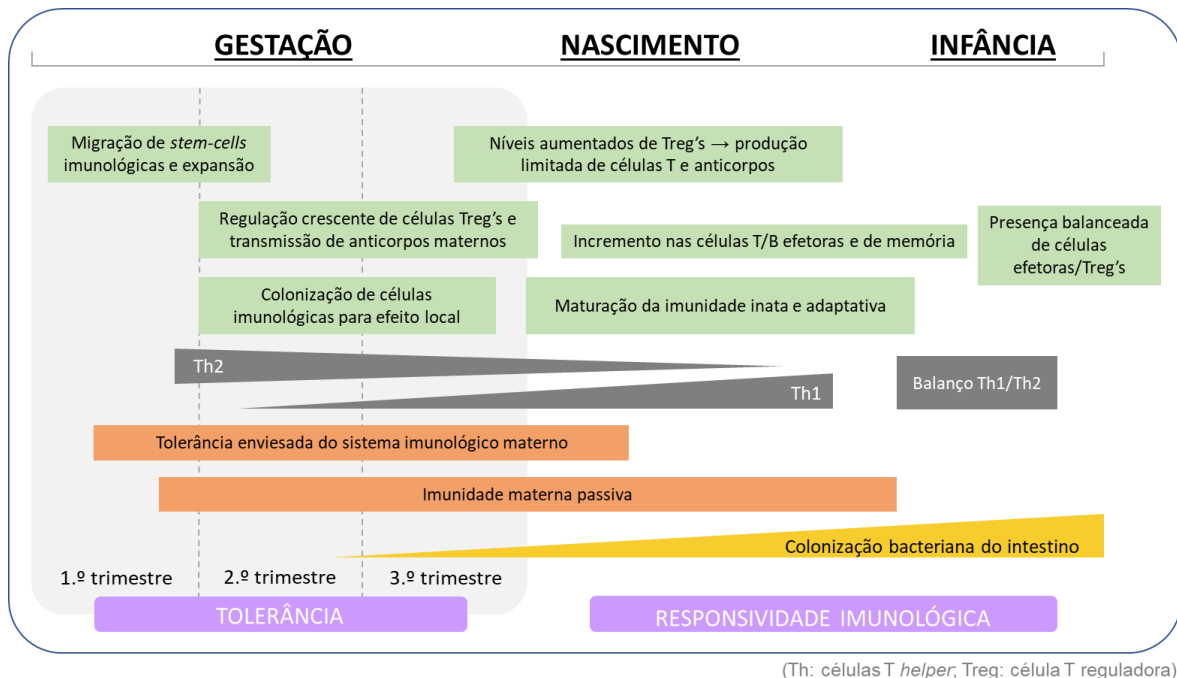 GESTAÇÃO
NASCIMENTO
INFÂNCIA
Migração de stem-cells
imunológicas e expansão
Níveis aumentados de Treg’s → produção
limitada de células T e anticorpos
Regulação crescente de células Treg’s e
transmissão de anticorpos maternos
Incremento nas células T/B efetoras e de memória
Presença balanceada
de células
efetoras/Treg’s
Colonização de células
imunológicas para efeito local
Maturação da imunidade inata e adaptativa
Th2
Th1
Balanço Th1/Th2
Tolerância enviesada do sistema imunológico materno
Imunidade materna passiva
Colonização bacteriana do intestino
1.º trimestre
2.º trimestre
3.º trimestre
TOLERÂNCIA
RESPONSIVIDADE IMUNOLÓGICA
(Th: células T helper; Treg: célula T reguladora)